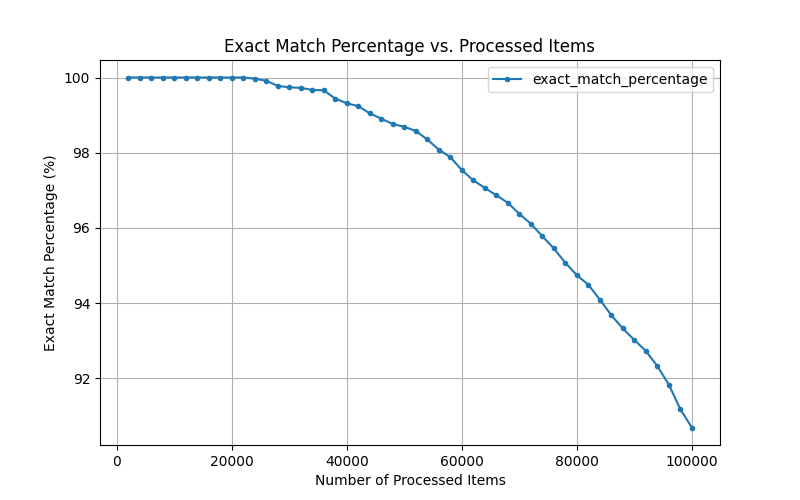 Exact Match Percentage vs. Processed Items
exact_match_percentage
Exact Match Percentage (%)
100
98
96
94
92
0 20000 40000 60000 80000 100000
Number of Processed Items